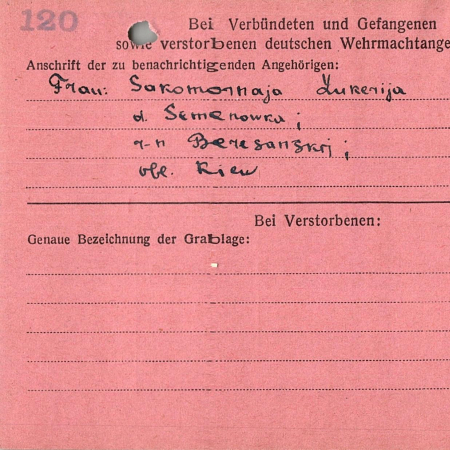 120
Bei Verbündeten und Gefangenen
sowie verstorbenen deutschen Wehrmachtange
Anschrift der zu benachrichtigenden Angehörigen:
Frau: Sakomornaja Lukerija
d. Semenowka;
r-n Beresanskij;
obl. Kiew
Bei Verstorbenen:
Genaue Bezeichnung der Grablage: